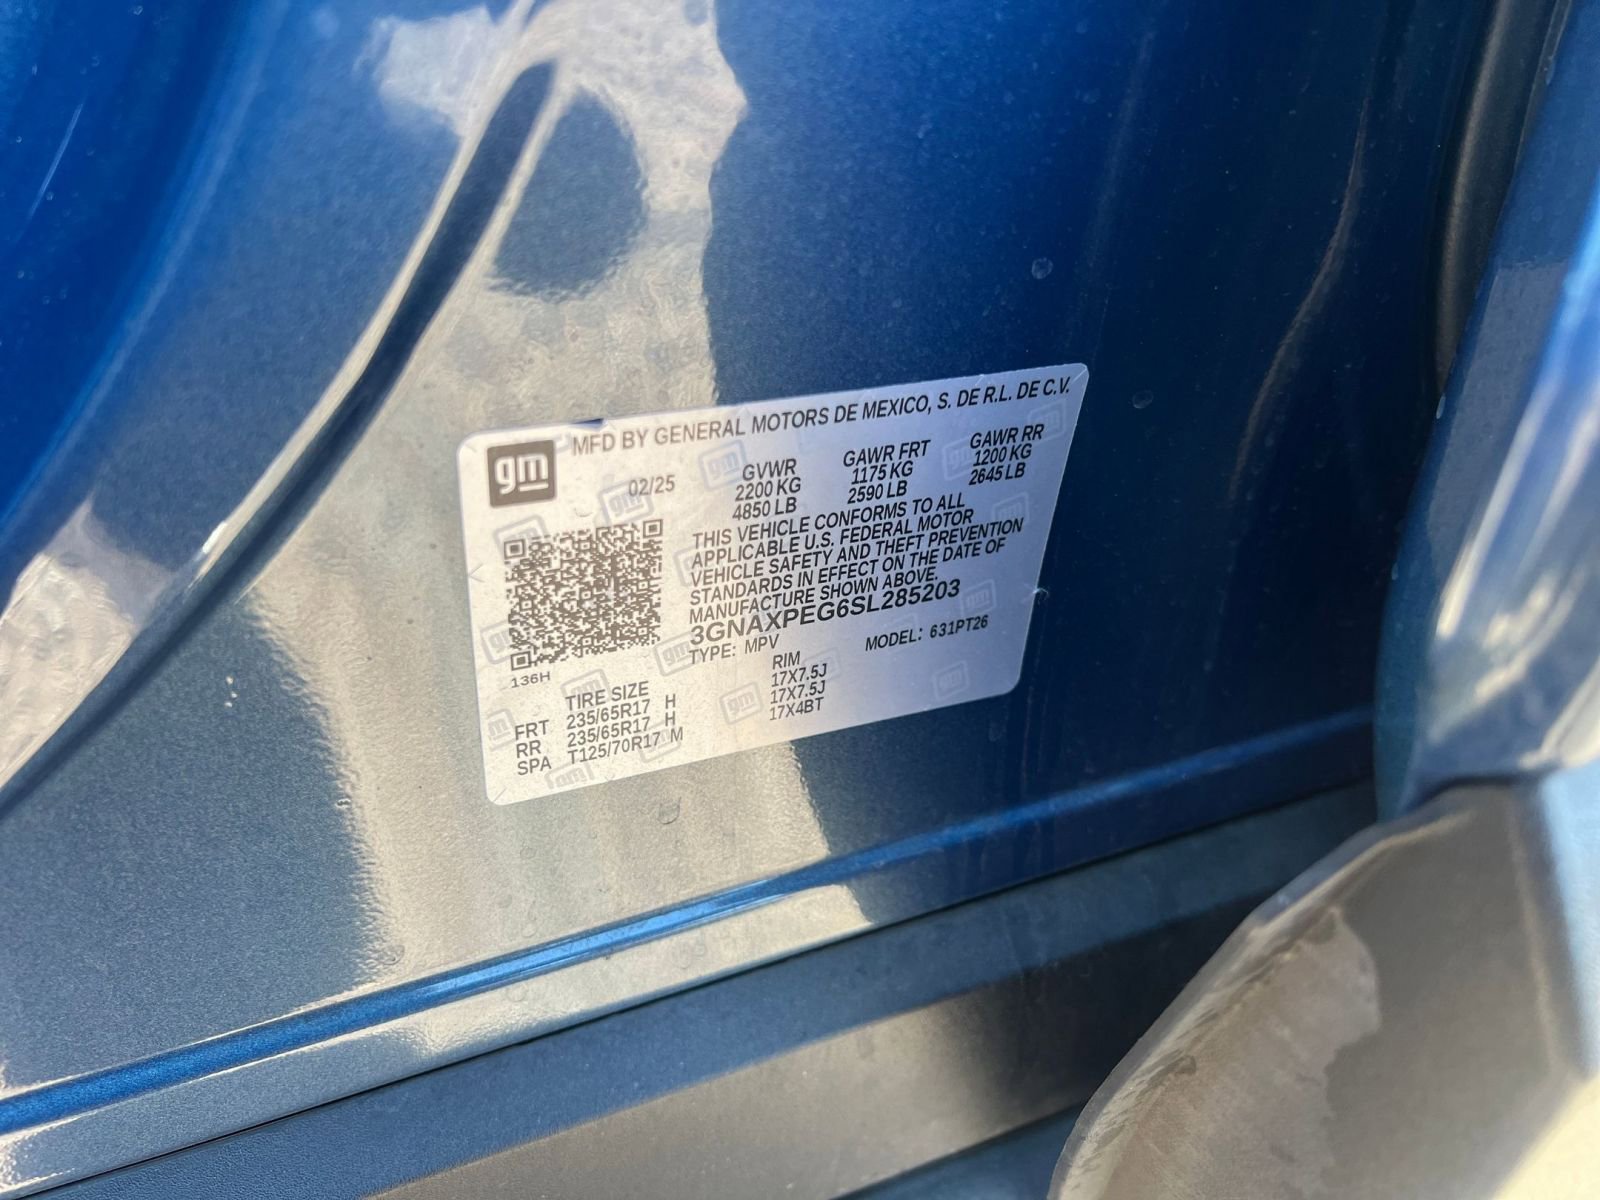 gm
MFD BY GENERAL MOTORS DE MEXICO, S. DE R.L. DE C.V.
02/25
GVWR
2200 KG
4850 LB
GAWR FRT
1175 KG
2590 LB
GAWR RR
1200 KG
2645 LB
THIS VEHICLE CONFORMS TO ALL
APPLICABLE U.S. FEDERAL MOTOR
VEHICLE SAFETY AND THEFT PREVENTION
STANDARDS IN EFFECT ON THE DATE OF
MANUFACTURE SHOWN ABOVE.
3GNAXPEG6SL285203
TYPE: MPV MODEL: 631PT26
136H
TIRE SIZE RIM
FRT 235/65R17 H 17X7.5J
RR 235/65R17 H 17X7.5J
SPA T125/70R17 M 17X4BT